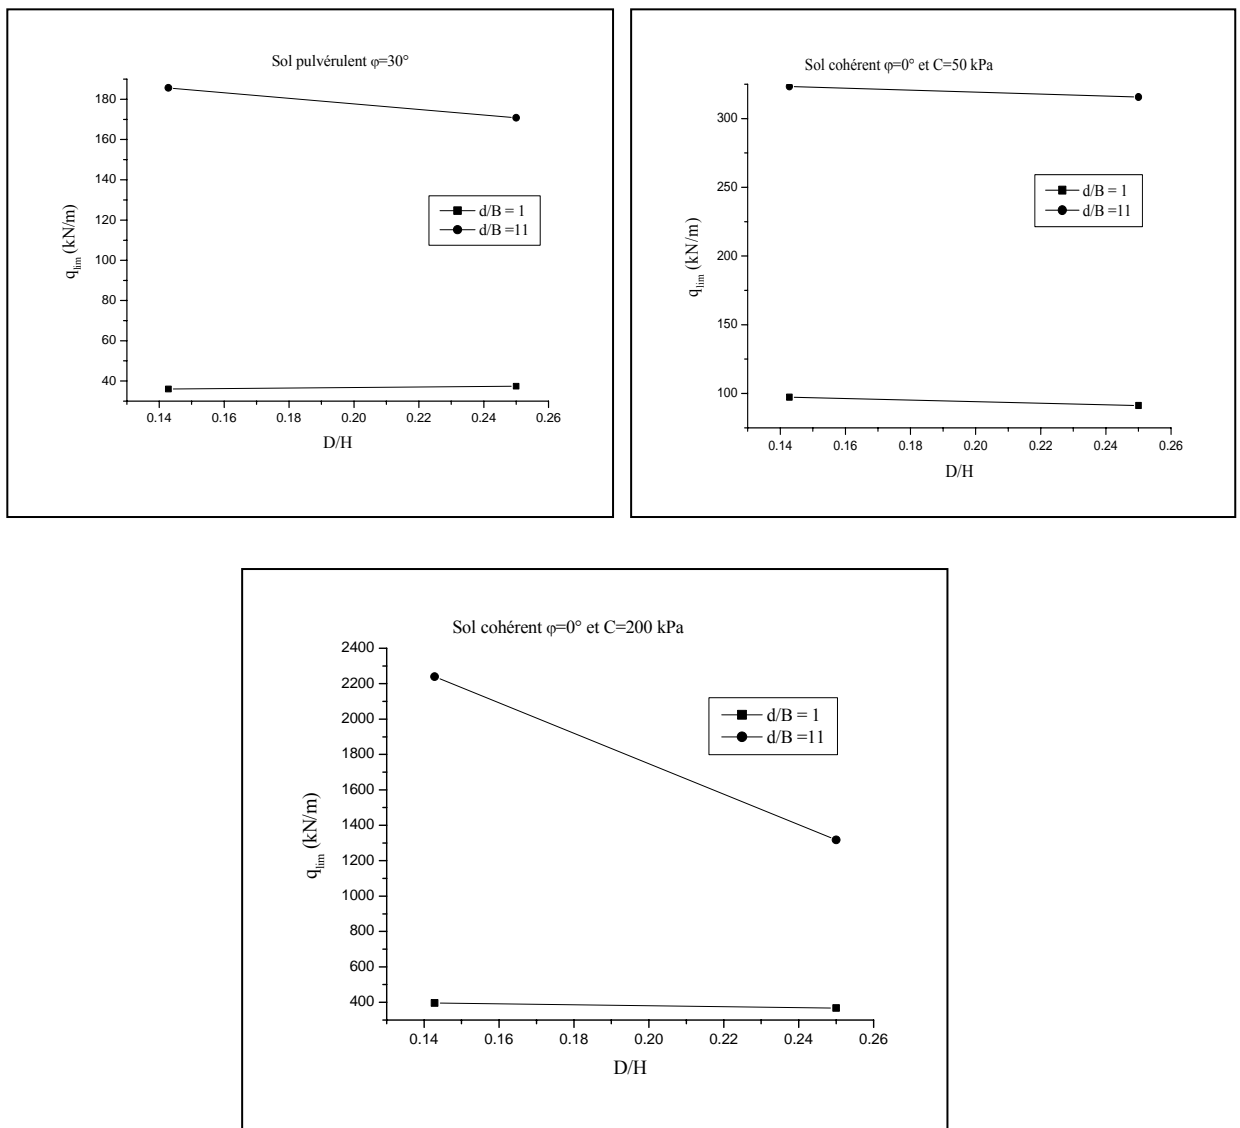 Sol pulvérulent φ=30°
180
160
140
120
100
80
60
40
q_lim (kN/m)
d/B = 1
d/B =11
0.14 0.16 0.18 0.20 0.22 0.24 0.26
D/H
Sol cohérent φ=0° et C=50 kPa
300
250
200
150
100
q_lim (kN/m)
d/B = 1
d/B =11
0.14 0.16 0.18 0.20 0.22 0.24 0.26
D/H
Sol cohérent φ=0° et C=200 kPa
2400
2200
2000
1800
1600
1400
1200
1000
800
600
400
q_lim (kN/m)
d/B = 1
d/B =11
0.14 0.16 0.18 0.20 0.22 0.24 0.26
D/H